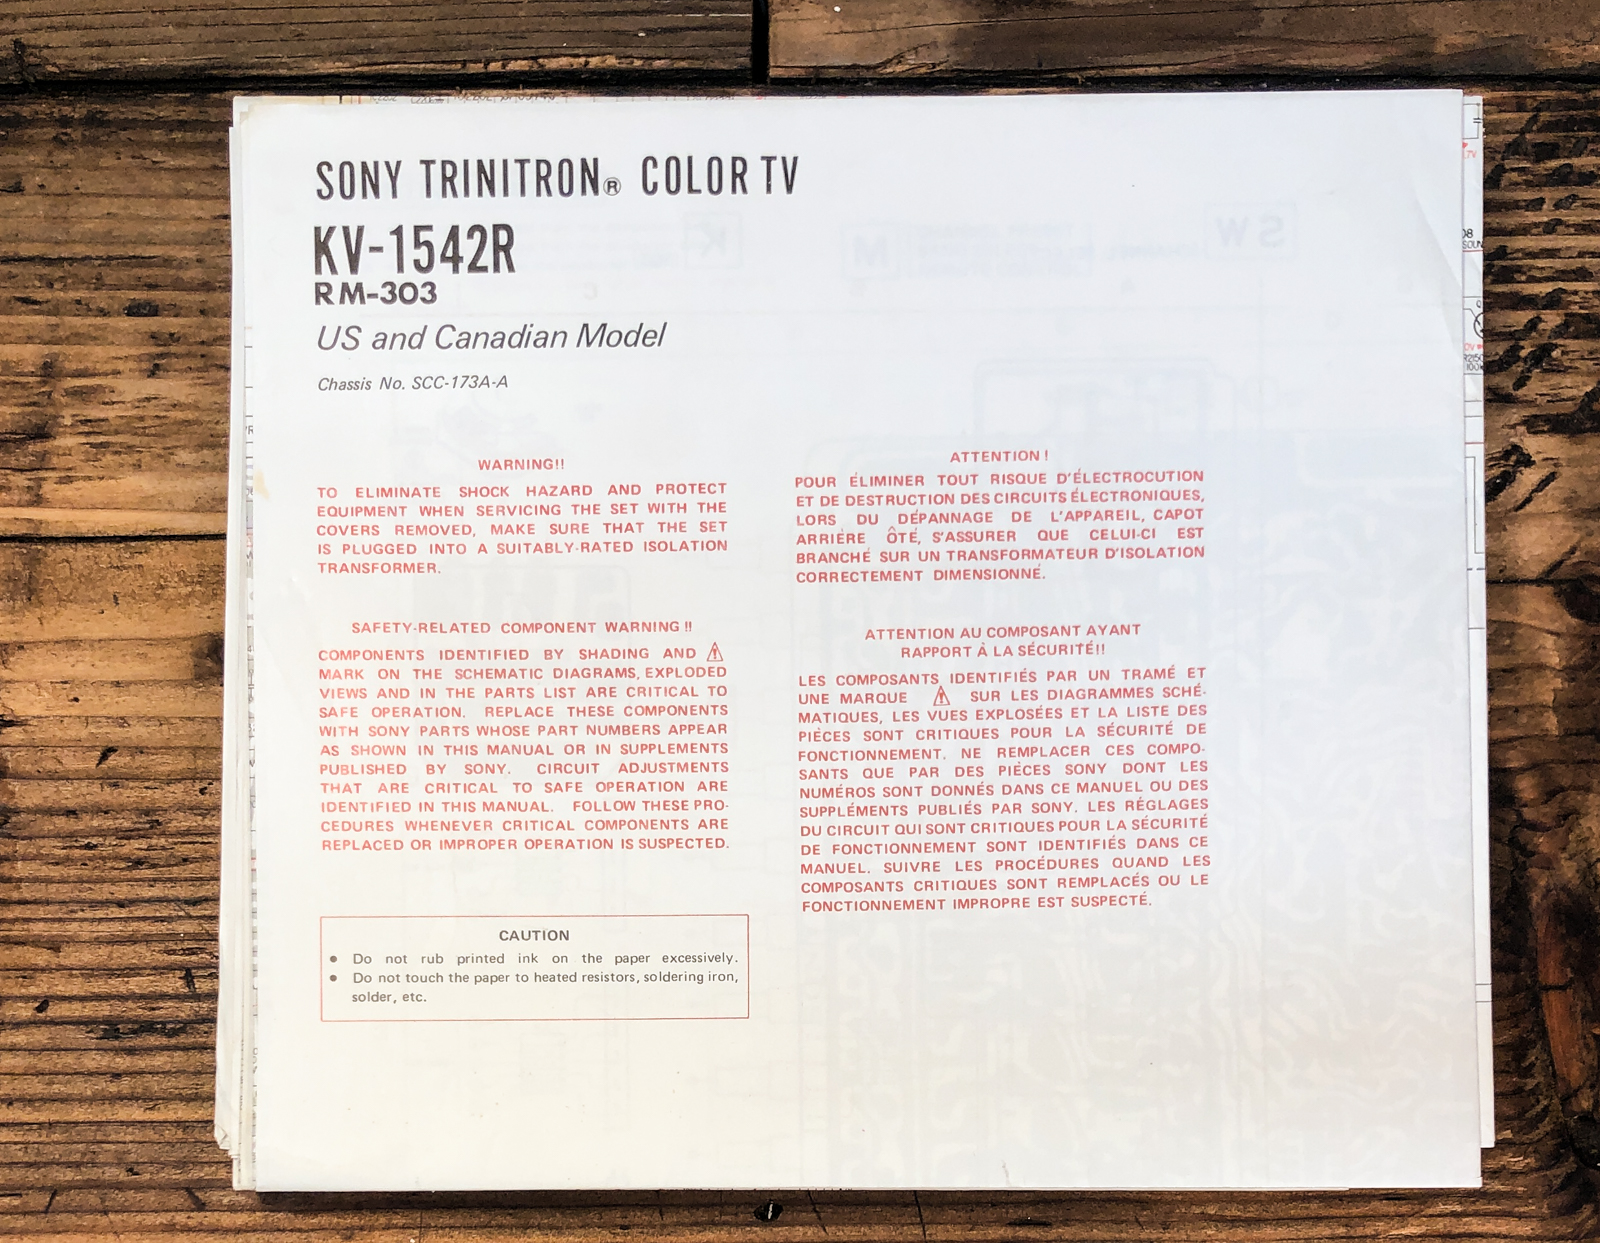 SONY TRINITRON® COLOR TV
KV-1542R
RM-303
US and Canadian Model
Chassis No. SCC-173A-A
WARNING!!
TO ELIMINATE SHOCK HAZARD AND PROTECT
EQUIPMENT WHEN SERVICING THE SET WITH THE
COVERS REMOVED, MAKE SURE THAT THE SET
IS PLUGGED INTO A SUITABLY-RATED ISOLATION
TRANSFORMER.
SAFETY-RELATED COMPONENT WARNING!!
COMPONENTS IDENTIFIED BY SHADING AND ⚠
MARK ON THE SCHEMATIC DIAGRAMS, EXPLODED
VIEWS AND IN THE PARTS LIST ARE CRITICAL TO
SAFE OPERATION. REPLACE THESE COMPONENTS
WITH SONY PARTS WHOSE PART NUMBERS APPEAR
AS SHOWN IN THIS MANUAL OR IN SUPPLEMENTS
PUBLISHED BY SONY. CIRCUIT ADJUSTMENTS
THAT ARE CRITICAL TO SAFE OPERATION ARE
IDENTIFIED IN THIS MANUAL. FOLLOW THESE PRO-
CEDURES WHENEVER CRITICAL COMPONENTS ARE
REPLACED OR IMPROPER OPERATION IS SUSPECTED.
CAUTION
● Do not rub printed ink on the paper excessively.
● Do not touch the paper to heated resistors, soldering iron,
solder, etc.
ATTENTION!
POUR ÉLIMINER TOUT RISQUE D'ÉLECTROCUTION
ET DE DESTRUCTION DES CIRCUITS ÉLECTRONIQUES,
LORS DU DÉPANNAGE DE L'APPAREIL, CAPOT
ARRIÈRE ÔTÉ, S'ASSURER QUE CELUI-CI EST
BRANCHÉ SUR UN TRANSFORMATEUR D'ISOLATION
CORRECTEMENT DIMENSIONNÉ.
ATTENTION AU COMPOSANT AYANT
RAPPORT À LA SÉCURITÉ!!
LES COMPOSANTS IDENTIFIÉS PAR UN TRAMÉ ET
UNE MARQUE ⚠ SUR LES DIAGRAMMES SCHÉ-
MATIQUES, LES VUES EXPLOSÉES ET LA LISTE DES
PIÈCES SONT CRITIQUES POUR LA SÉCURITÉ DE
FONCTIONNEMENT. NE REMPLACER CES COMPO-
SANTS QUE PAR DES PIÈCES SONY DONT LES
NUMÉROS SONT DONNÉS DANS CE MANUEL OU DES
SUPPLÉMENTS PUBLIÉS PAR SONY. LES RÉGLAGES
DU CIRCUIT QUI SONT CRITIQUES POUR LA SÉCURITÉ
DE FONCTIONNEMENT SONT IDENTIFIÉS DANS CE
MANUEL. SUIVRE LES PROCÉDURES QUAND LES
COMPOSANTS CRITIQUES SONT REMPLACÉS OU LE
FONCTIONNEMENT IMPROPRE EST SUSPECTÉ.